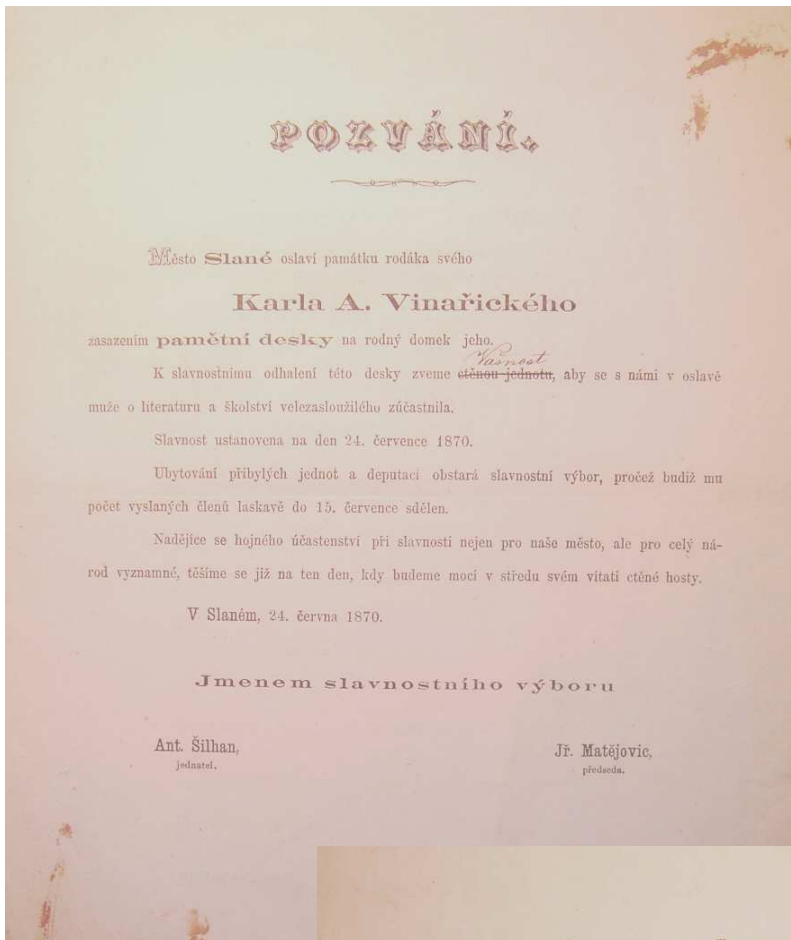 POZVÁNÍ.
Město Slané oslaví památku rodáka svého
Karla A. Vinařického
zasazením pamětní desky na rodný domek jeho.
Vašnost
K slavnostnímu odhalení této desky zveme ctěnou jednotu, aby se s námi v oslavě
muže o literaturu a školství velezasloužilého zúčastnila.
Slavnost ustanovena na den 24. července 1870.
Ubytování přibylých jednot a deputací obstará slavnostní výbor, pročež budiž mu
počet vyslaných členů laskavě do 15. července sdělen.
Nadějíce se hojného účastenství při slavnosti nejen pro naše město, ale pro celý ná-
rod vyznamné, těšíme se již na ten den, kdy budeme moci v středu svém vítati ctěné hosty.
V Slaném, 24. června 1870.
Jmenem slavnostního výboru
Ant. Šilhan,
jednatel.
Jř. Matějovic,
předseda.